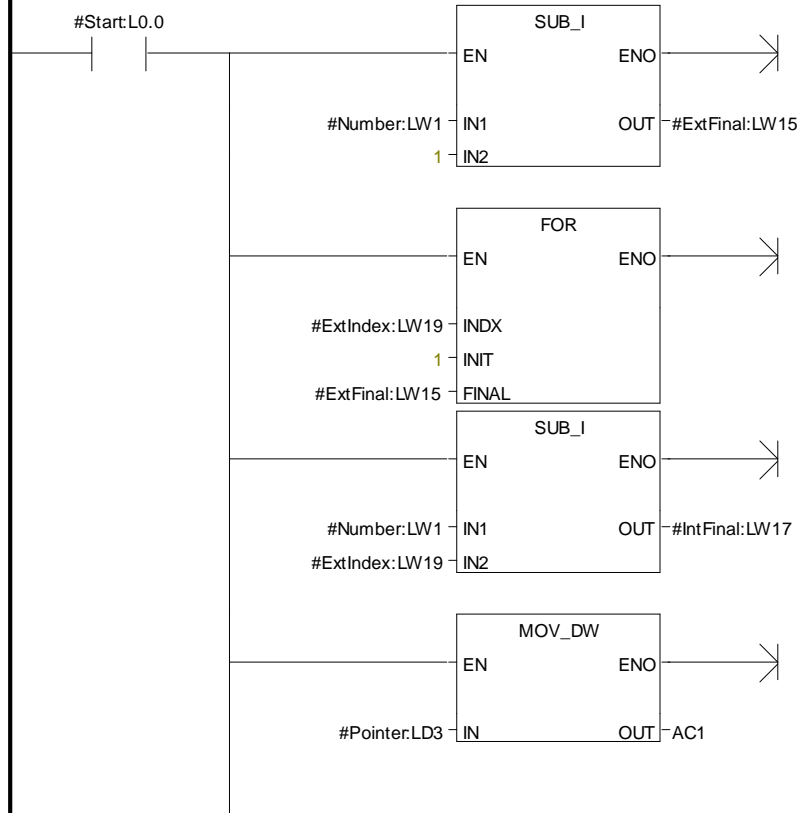 #Start:L0.0
SUB_I
EN ENO
#Number:LW1 IN1 OUT #ExtFinal:LW15
1 IN2
FOR
EN ENO
#ExtIndex:LW19 INDX
1 INIT
#ExtFinal:LW15 FINAL
SUB_I
EN ENO
#Number:LW1 IN1 OUT #IntFinal:LW17
#ExtIndex:LW19 IN2
MOV_DW
EN ENO
#Pointer:LD3 IN OUT AC1